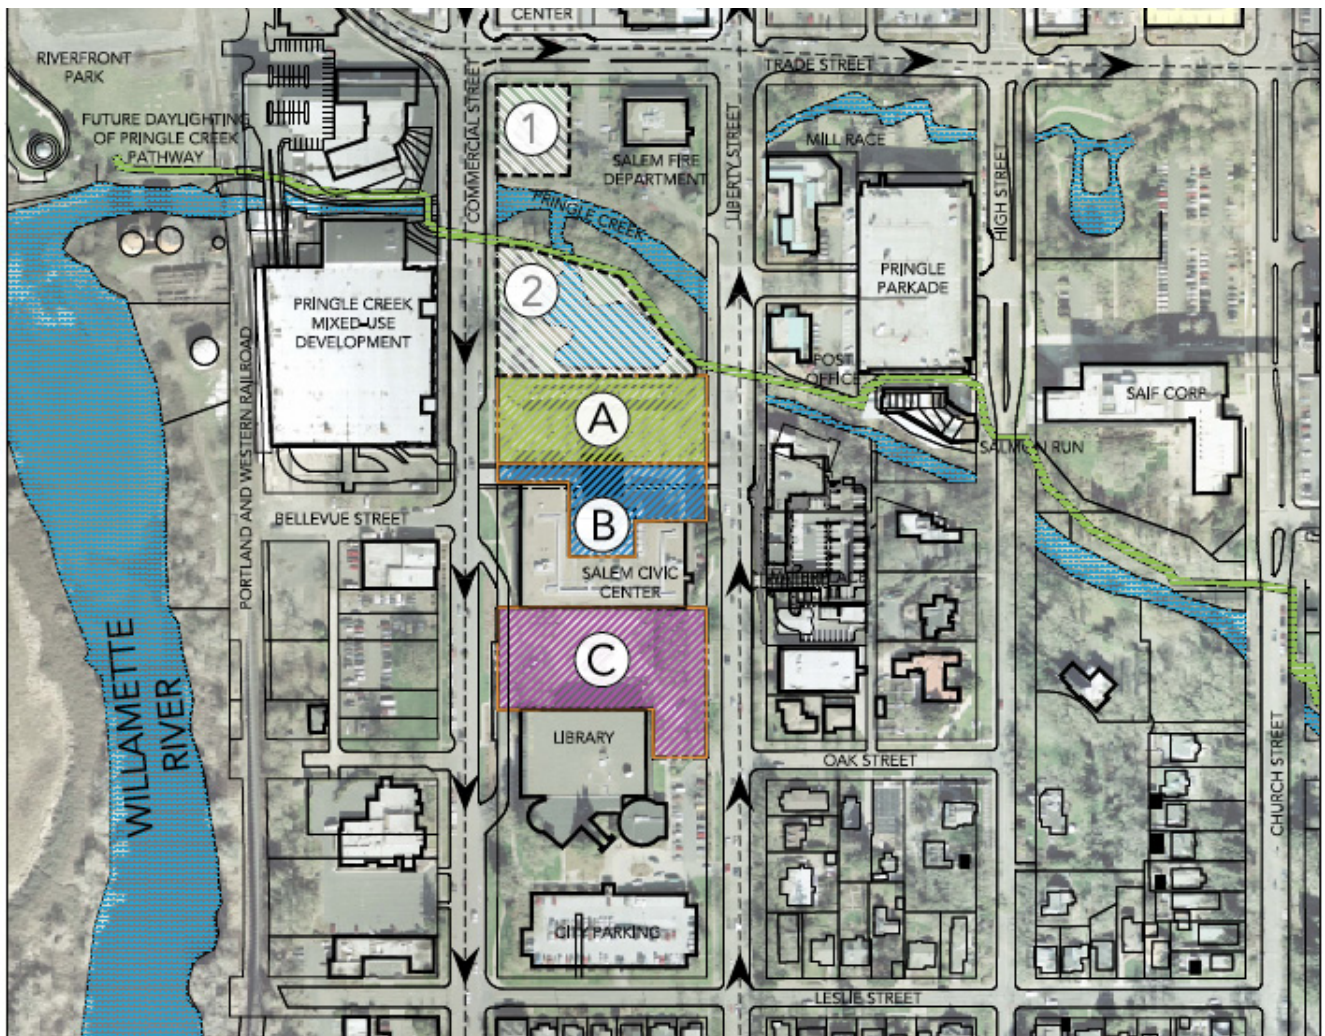 CENTER
RIVERFRONT
PARK
TRADE STREET
COMMERCIAL STREET
1
FUTURE DAYLIGHTING
OF PRINGLE CREEK
PATHWAY
SALEM FIRE
DEPARTMENT
LIBERTY STREET
MILL RACE
HIGH STREET
PRINGLE CREEK
PRINGLE
PARKADE
2
PRINGLE CREEK
MIXED-USE
DEVELOPMENT
PORTLAND AND WESTERN RAILROAD
POST
OFFICE
SAIF CORP.
A
SALMON RUN
BELLEVUE STREET
B
SALEM CIVIC
CENTER
WILLAMETTE
RIVER
C
LIBRARY
OAK STREET
CHURCH STREET
CITY PARKING
LESLIE STREET